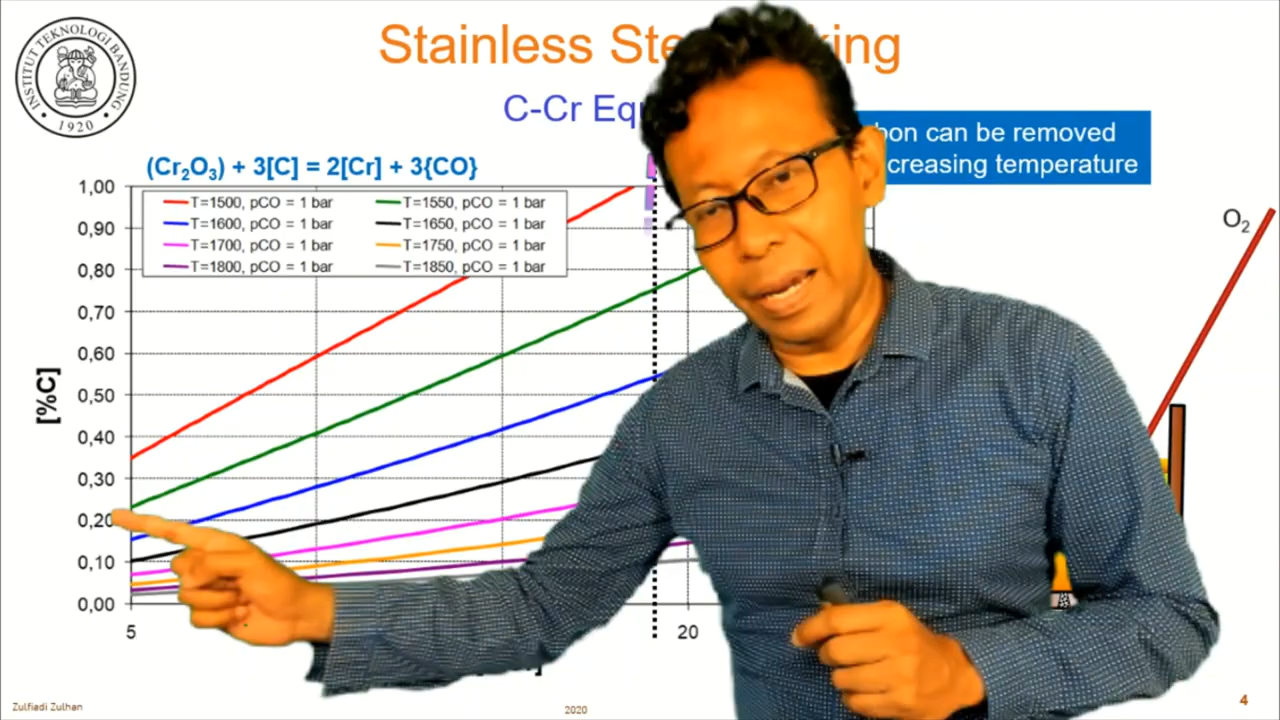 INSTITUT TEKNOLOGI BANDUNG
1920
Stainless
C-Cr
can be removed
temperature
(Cr₂O₃) + 3[C] = 2[Cr] + 3{CO}
T=1500, pCO = 1 bar
T=1550, pCO = 1 bar
T=1600, pCO = 1 bar
T=1650, pCO = 1 bar
T=1700, pCO = 1 bar
T=1750, pCO = 1 bar
T=1800, pCO = 1 bar
T=1850, pCO = 1 bar
1,00
0,90
0,80
0,70
0,60
0,50
0,40
0,30
0,20
0,10
0,00
[%C]
5
20
O₂
Zulfiadi Zulhan
2020
4